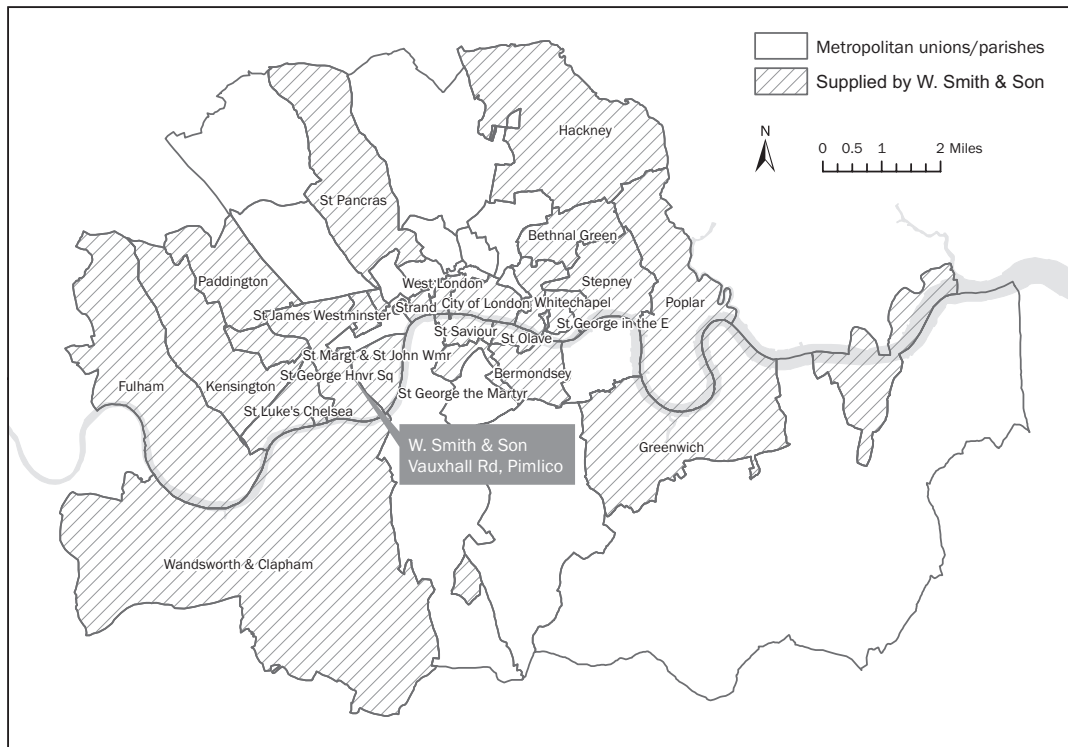 Metropolitan unions/parishes
Supplied by W. Smith & Son
N
0 0.5 1 2 Miles
Hackney
St Pancras
Bethnal Green
Paddington
West London
Stepney
Strand
City of London
Whitechapel
Poplar
St James Westminster
St George in the E
St Saviour
St Olave
St Margt & St John Wmr
St George Hnvr Sq
Bermondsey
Fulham
Kensington
St George the Martyr
St Luke's Chelsea
W. Smith & Son
Vauxhall Rd, Pimlico
Greenwich
Wandsworth & Clapham